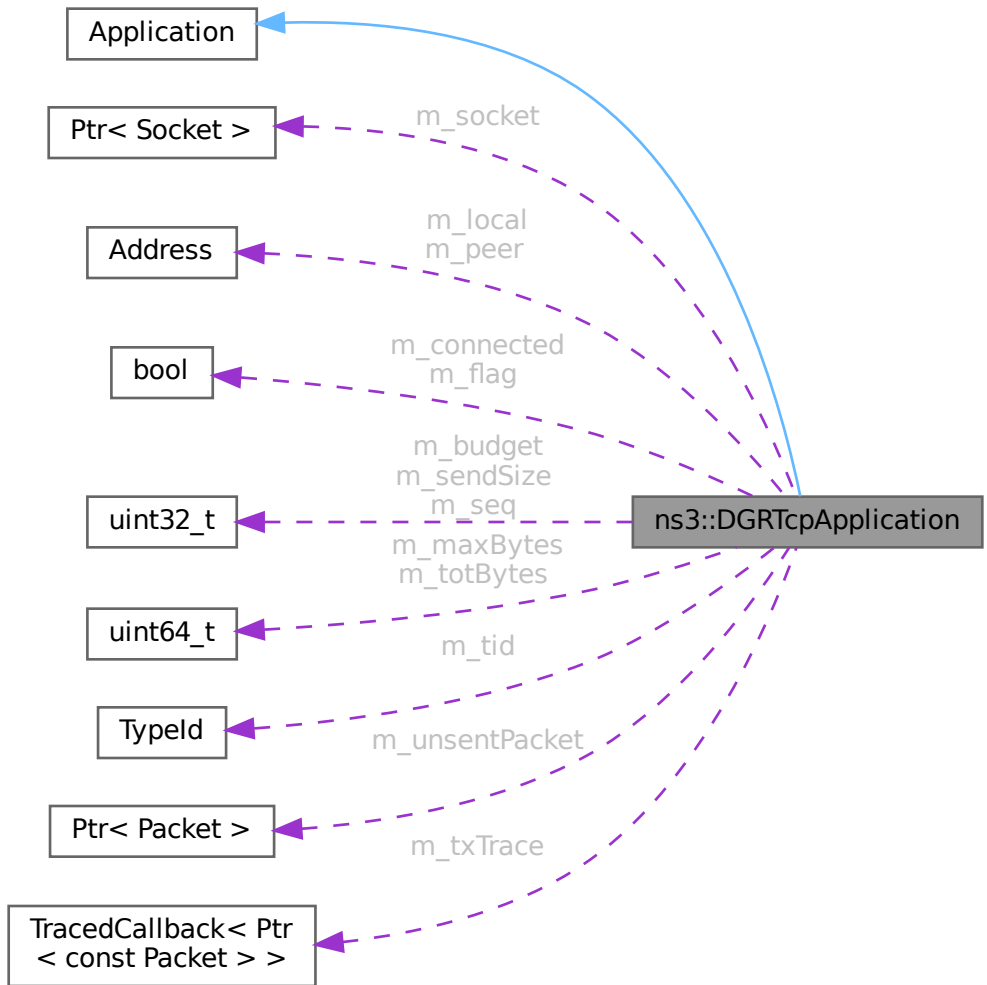 Application
Ptr< Socket >
m_socket
Address
m_local
m_peer
bool
m_connected
m_flag
uint32_t
m_budget
m_sendSize
m_seq
ns3::DGRTcpApplication
uint64_t
m_maxBytes
m_totBytes
TypeId
m_tid
Ptr< Packet >
m_unsentPacket
TracedCallback< Ptr
< const Packet > >
m_txTrace